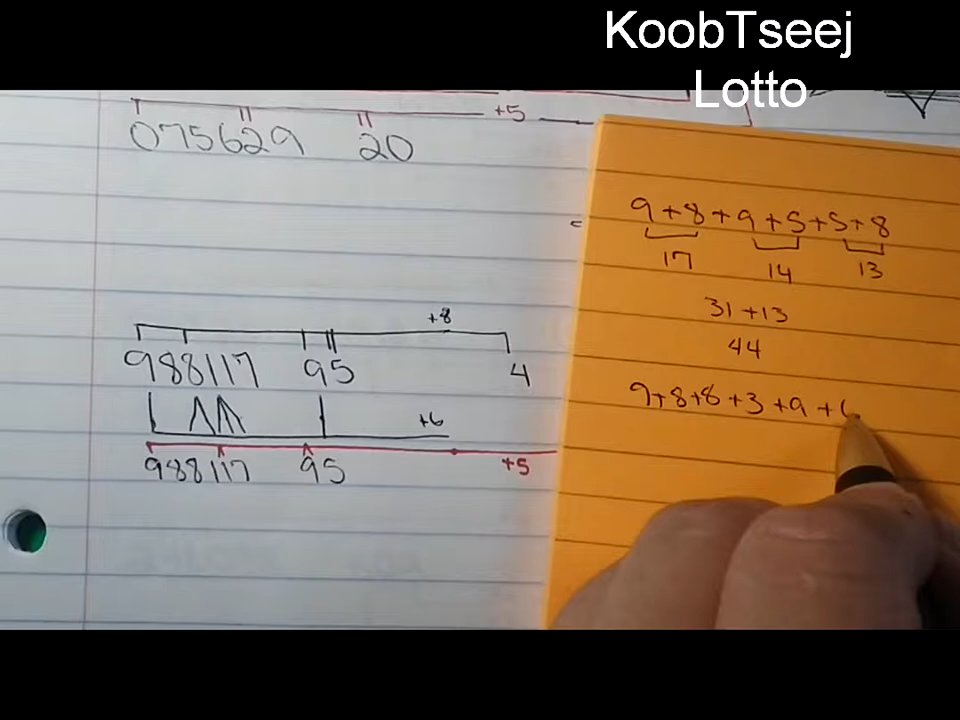 KoobTseej
Lotto
+5
075629 20
9+8+9+5+5+8
17 14 13
31+13
44
+8
988117 95 4
9+8+8+3+9+6
+6
988117 95 +5